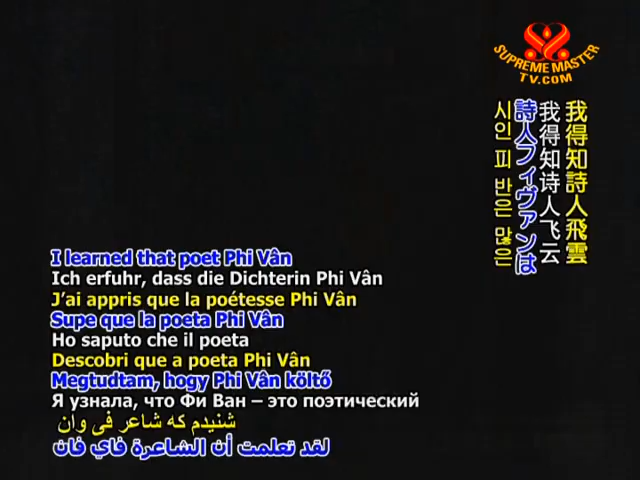 SUPREME MASTER
TV.COM
我得知詩人飛雲
我得知诗人飞云
詩人フィヴァンは
시인 피 반은 많은
I learned that poet Phi Vân
Ich erfuhr, dass die Dichterin Phi Vân
J’ai appris que la poétesse Phi Vân
Supe que la poeta Phi Vân
Ho saputo che il poeta
Descobri que a poeta Phi Vân
Megtudtam, hogy Phi Vân költő
Я узнала, что Фи Ван – это поэтический
شنیدم که شاعر فی وان
لقد تعلمت أن الشاعرة فاي فان